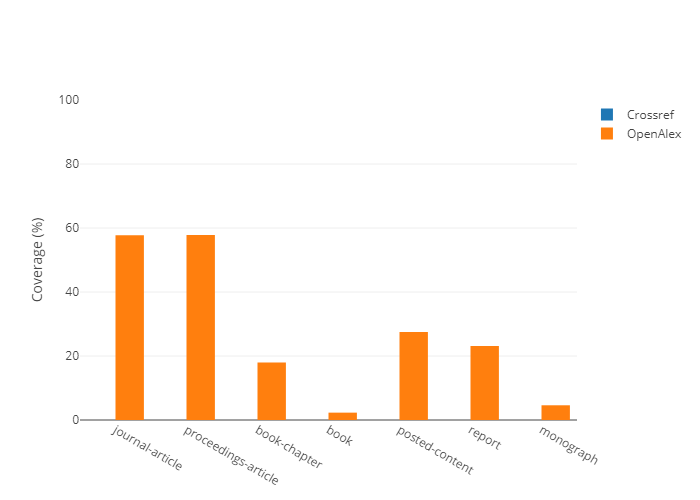 100
80
60
40
20
0
Coverage (%)
journal-article
proceedings-article
book-chapter
book
posted-content
report
monograph
Crossref
OpenAlex